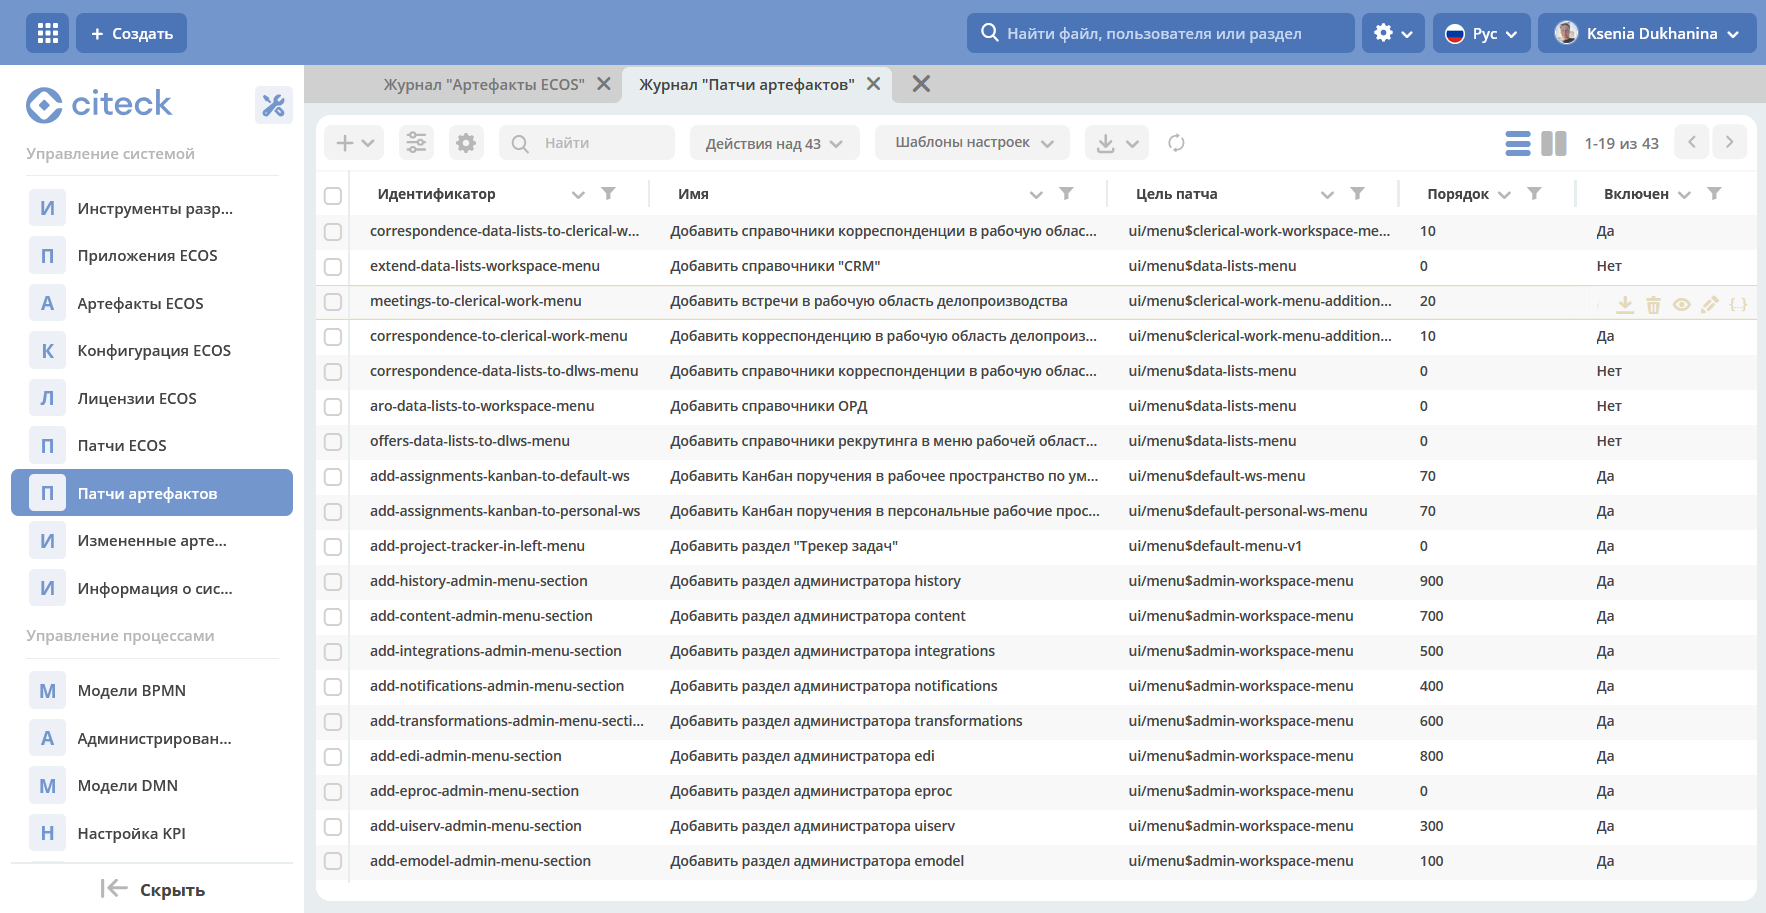 Создать
Найти файл, пользователя или раздел
Рус
Ksenia Dukhanina
citeck
Управление системой
Инструменты разр...
Приложения ECOS
Артефакты ECOS
Конфигурация ECOS
Лицензии ECOS
Патчи ECOS
Патчи артефактов
Измененные арте...
Информация о сис...
Управление процессами
Модели BPMN
Администрирован...
Модели DMN
Настройка KPI
Скрыть
Журнал "Артефакты ECOS"
Журнал "Патчи артефактов"
Найти
Действия над 43
Шаблоны настроек
1-19 из 43
Идентификатор Имя Цель патча Порядок Включен
correspondence-data-lists-to-clerical-w... Добавить справочники корреспонденции в рабочую облас... ui/menu$clerical-work-workspace-me... 10 Да
extend-data-lists-workspace-menu Добавить справочники "CRM" ui/menu$data-lists-menu 0 Нет
meetings-to-clerical-work-menu Добавить встречи в рабочую область делопроизводства ui/menu$clerical-work-menu-addition... 20
correspondence-to-clerical-work-menu Добавить корреспонденцию в рабочую область делопроиз... ui/menu$clerical-work-menu-addition... 10 Да
correspondence-data-lists-to-dlws-menu Добавить справочники корреспонденции в рабочую облас... ui/menu$data-lists-menu 0 Нет
aro-data-lists-to-workspace-menu Добавить справочники ОРД ui/menu$data-lists-menu 0 Нет
offers-data-lists-to-dlws-menu Добавить справочники рекрутинга в меню рабочей област... ui/menu$data-lists-menu 0 Нет
add-assignments-kanban-to-default-ws Добавить Канбан поручения в рабочее пространство по ум... ui/menu$default-ws-menu 70 Да
add-assignments-kanban-to-personal-ws Добавить Канбан поручения в персональные рабочие прос... ui/menu$default-personal-ws-menu 70 Да
add-project-tracker-in-left-menu Добавить раздел "Трекер задач" ui/menu$default-menu-v1 0 Да
add-history-admin-menu-section Добавить раздел администратора history ui/menu$admin-workspace-menu 900 Да
add-content-admin-menu-section Добавить раздел администратора content ui/menu$admin-workspace-menu 700 Да
add-integrations-admin-menu-section Добавить раздел администратора integrations ui/menu$admin-workspace-menu 500 Да
add-notifications-admin-menu-section Добавить раздел администратора notifications ui/menu$admin-workspace-menu 400 Да
add-transformations-admin-menu-secti... Добавить раздел администратора transformations ui/menu$admin-workspace-menu 600 Да
add-edi-admin-menu-section Добавить раздел администратора edi ui/menu$admin-workspace-menu 800 Да
add-eproc-admin-menu-section Добавить раздел администратора eproc ui/menu$admin-workspace-menu 0 Да
add-uiserv-admin-menu-section Добавить раздел администратора uiserv ui/menu$admin-workspace-menu 300 Да
add-emodel-admin-menu-section Добавить раздел администратора emodel ui/menu$admin-workspace-menu 100 Да